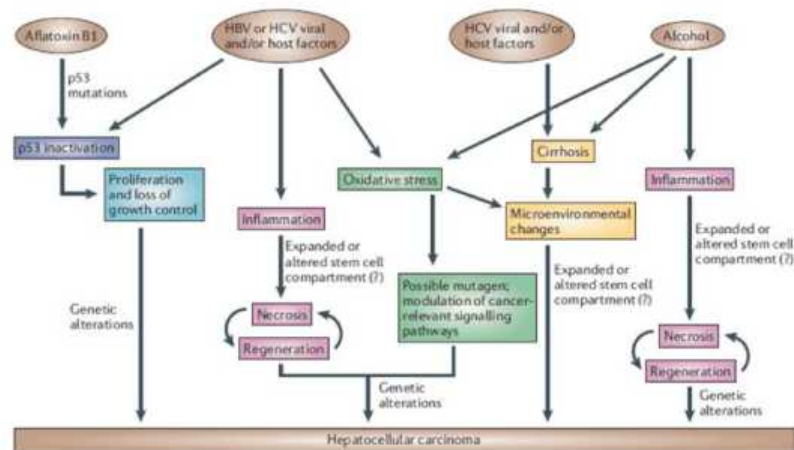 Aflatoxin B1
HBV or HCV viral
and/or host factors
HCV viral and/or
host factors
Alcohol
p53
mutations
p53 inactivation
Proliferation
and loss of
growth control
Genetic
alterations
Inflammation
Expanded or
altered stem cell
compartment (?)
Necrosis
Regeneration
Oxidative stress
Possible mutagen;
modulation of cancer-
relevant signalling
pathways
Genetic
alterations
Cirrhosis
Microenvironmental
changes
Expanded or
altered stem cell
compartment (?)
Inflammation
Expanded or
altered stem cell
compartment (?)
Necrosis
Regeneration
Genetic
alterations
Hepatocellular carcinoma